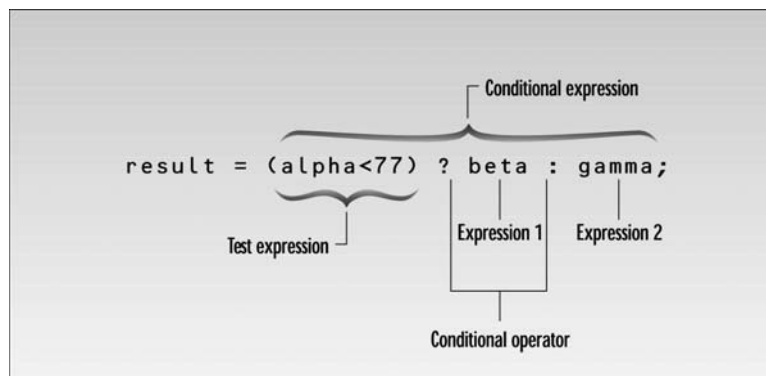 Conditional expression
result = (alpha<77) ? beta : gamma;
Test expression
Expression 1
Expression 2
Conditional operator